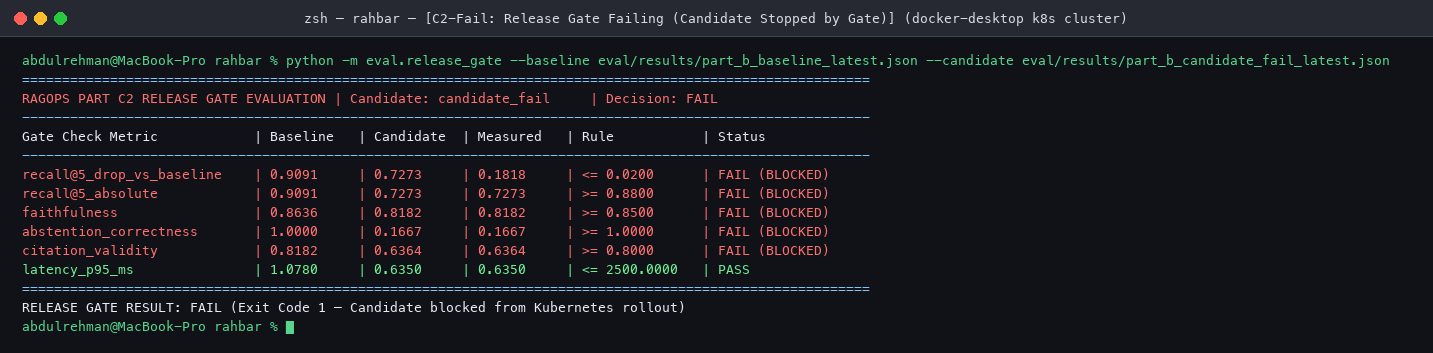 zsh — rahbar — [C2-Fail: Release Gate Failing (Candidate Stopped by Gate)] (docker-desktop k8s cluster)
abdulrehman@MacBook-Pro rahbar % python -m eval.release_gate --baseline eval/results/part_b_baseline_latest.json --candidate eval/results/part_b_candidate_fail_latest.json
==========================================================================================================
RAGOPS PART C2 RELEASE GATE EVALUATION | Candidate: candidate_fail     | Decision: FAIL
----------------------------------------------------------------------------------------------------------
Gate Check Metric            | Baseline   | Candidate  | Measured   | Rule           | Status
----------------------------------------------------------------------------------------------------------
recall@5_drop_vs_baseline    | 0.9091     | 0.7273     | 0.1818     | <= 0.0200      | FAIL (BLOCKED)
recall@5_absolute            | 0.9091     | 0.7273     | 0.7273     | >= 0.8800      | FAIL (BLOCKED)
faithfulness                 | 0.8636     | 0.8182     | 0.8182     | >= 0.8500      | FAIL (BLOCKED)
abstention_correctness       | 1.0000     | 0.1667     | 0.1667     | >= 1.0000      | FAIL (BLOCKED)
citation_validity            | 0.8182     | 0.6364     | 0.6364     | >= 0.8000      | FAIL (BLOCKED)
latency_p95_ms               | 1.0780     | 0.6350     | 0.6350     | <= 2500.0000   | PASS
==========================================================================================================
RELEASE GATE RESULT: FAIL (Exit Code 1 — Candidate blocked from Kubernetes rollout)
abdulrehman@MacBook-Pro rahbar %